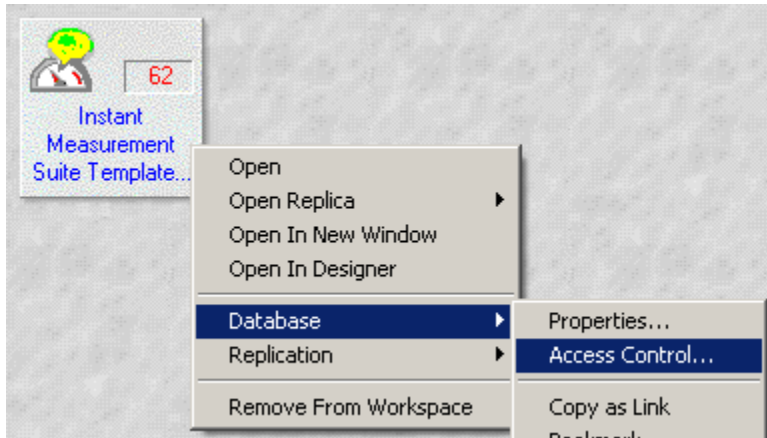 62
Instant
Measurement
Suite Template...
Open
Open Replica
Open In New Window
Open In Designer
Database
Replication
Remove From Workspace
Properties...
Access Control...
Copy as Link
Bookmark